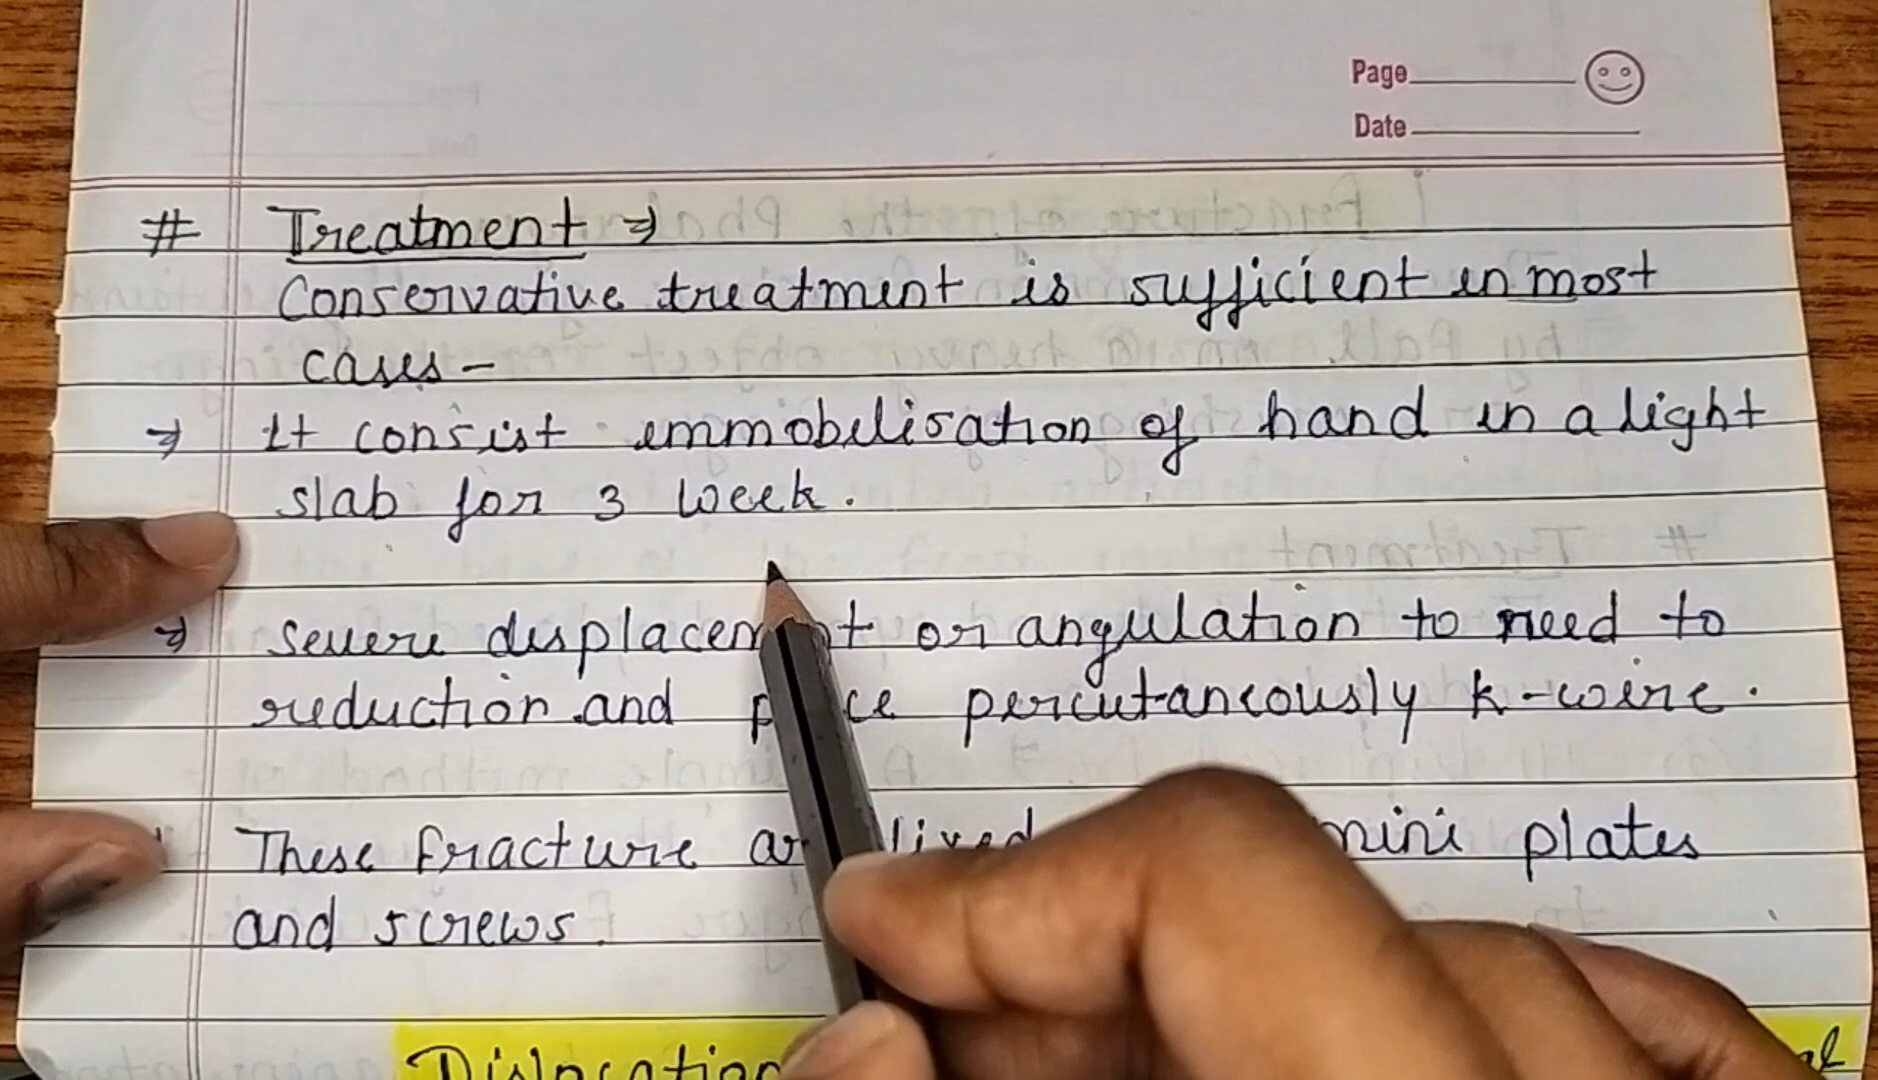 Page
Date
# Treatment ⇒
Conservative treatment is sufficient in most
cases -
⇒ It consist immobilisation of hand in a light
slab for 3 week.
⇒ severe displacement or angulation to need to
reduction and percutaneously k-wire.
These fracture mini plates
and screws.
Dislocation